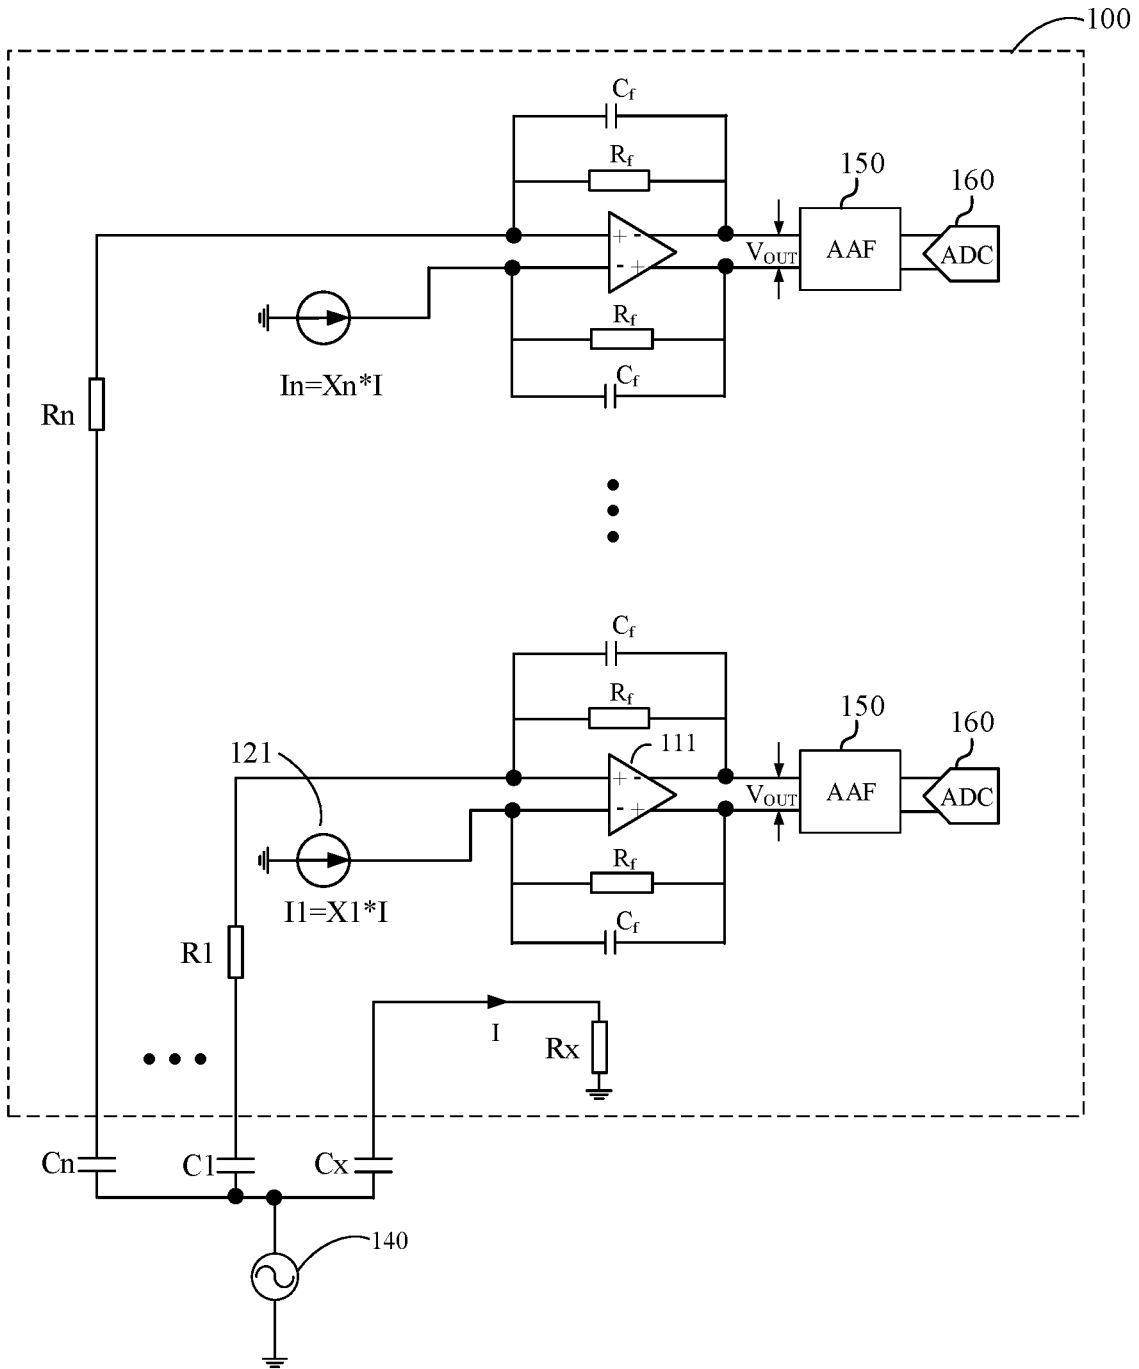 100
Cf
Rf
150
160
+ -
- +
VOUT
AAF
ADC
Rf
In=Xn*I
Cf
Rn
Cf
Rf
150
160
121
111
+ -
- +
VOUT
AAF
ADC
Rf
I1=X1*I
Cf
R1
I
Rx
Cn
C1
Cx
140